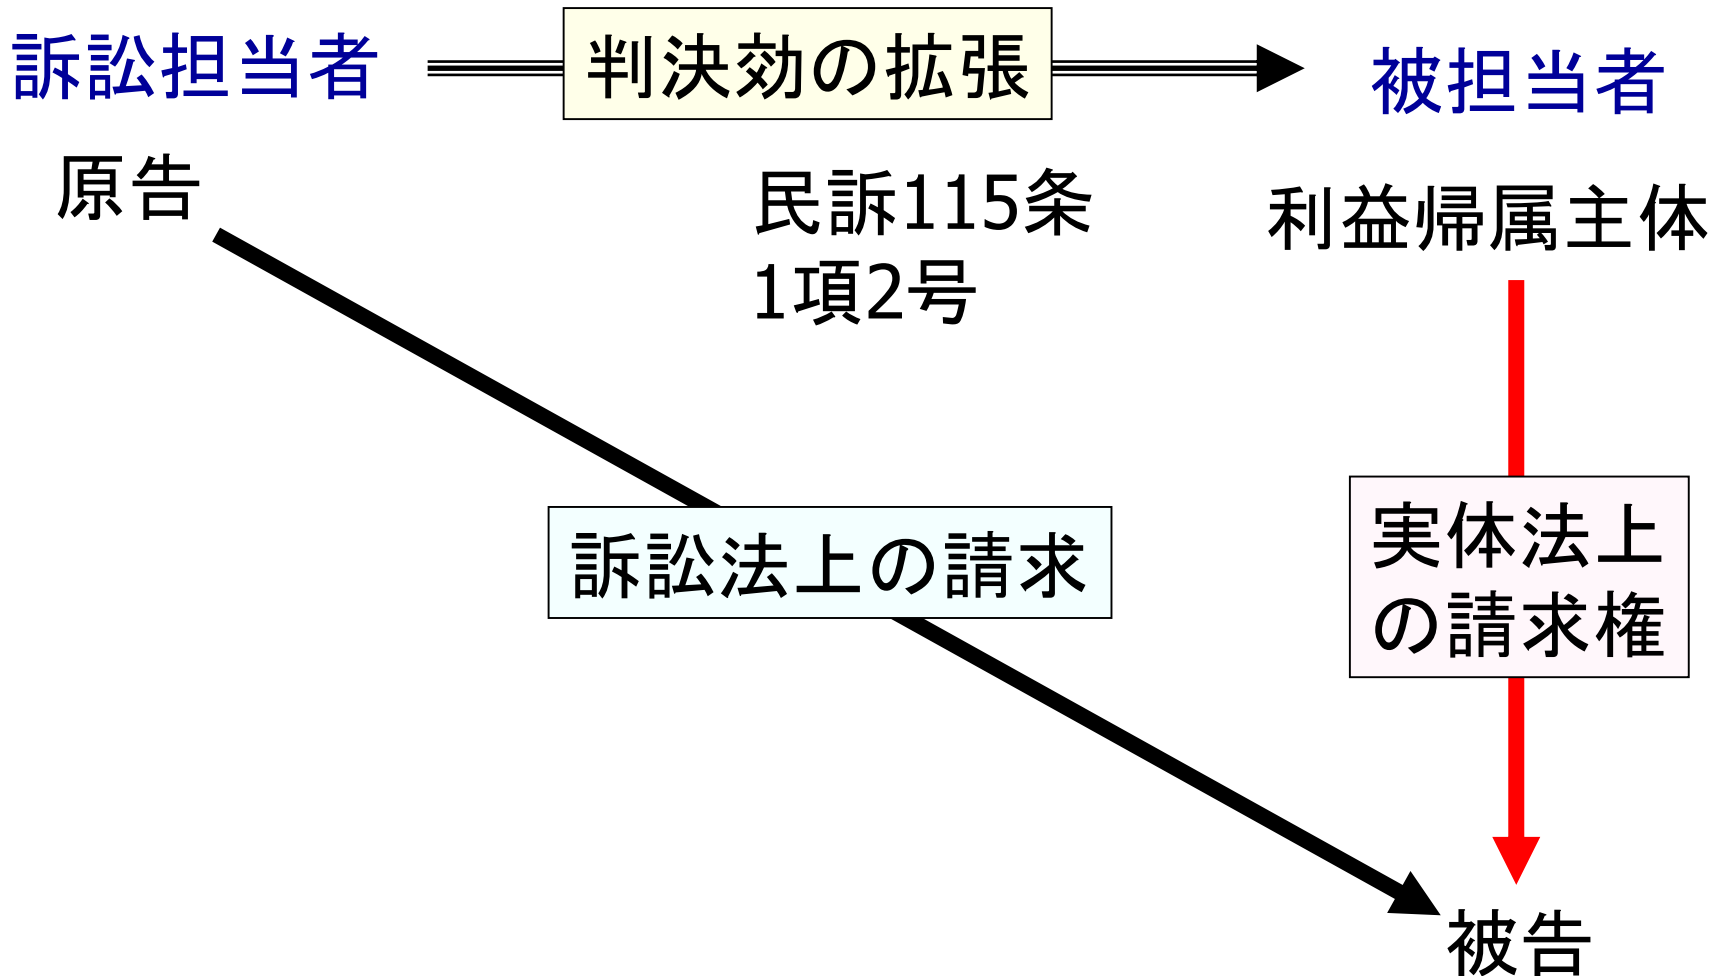 訴訟担当者
判決効の拡張
被担当者
原告
民訴115条
1項2号
利益帰属主体
訴訟法上の請求
実体法上
の請求権
被告